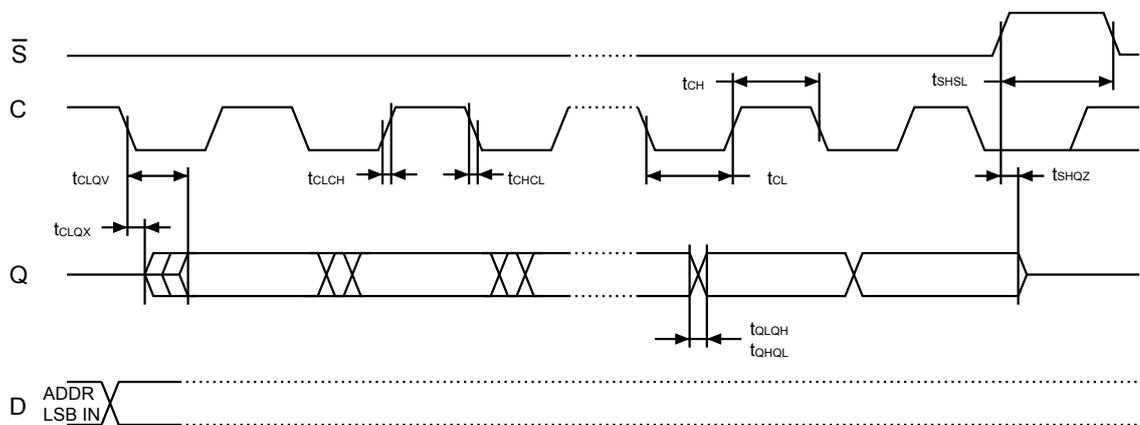 S̅
tCH
tSHSL
C
tCLQV
tCLCH
tCHCL
tCL
tSHQZ
tCLQX
Q
tQLQH
tQHQL
D
ADDR
LSB IN